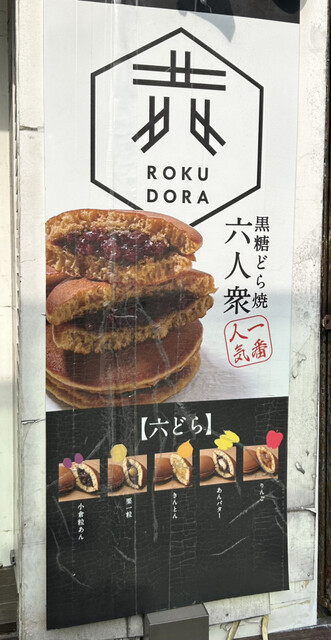 ROKU
DORA
黒糖どら焼
六人衆
一番
人気
【六どら】
小倉粒あん
栗一粒
きんとん
あんバター
りんご